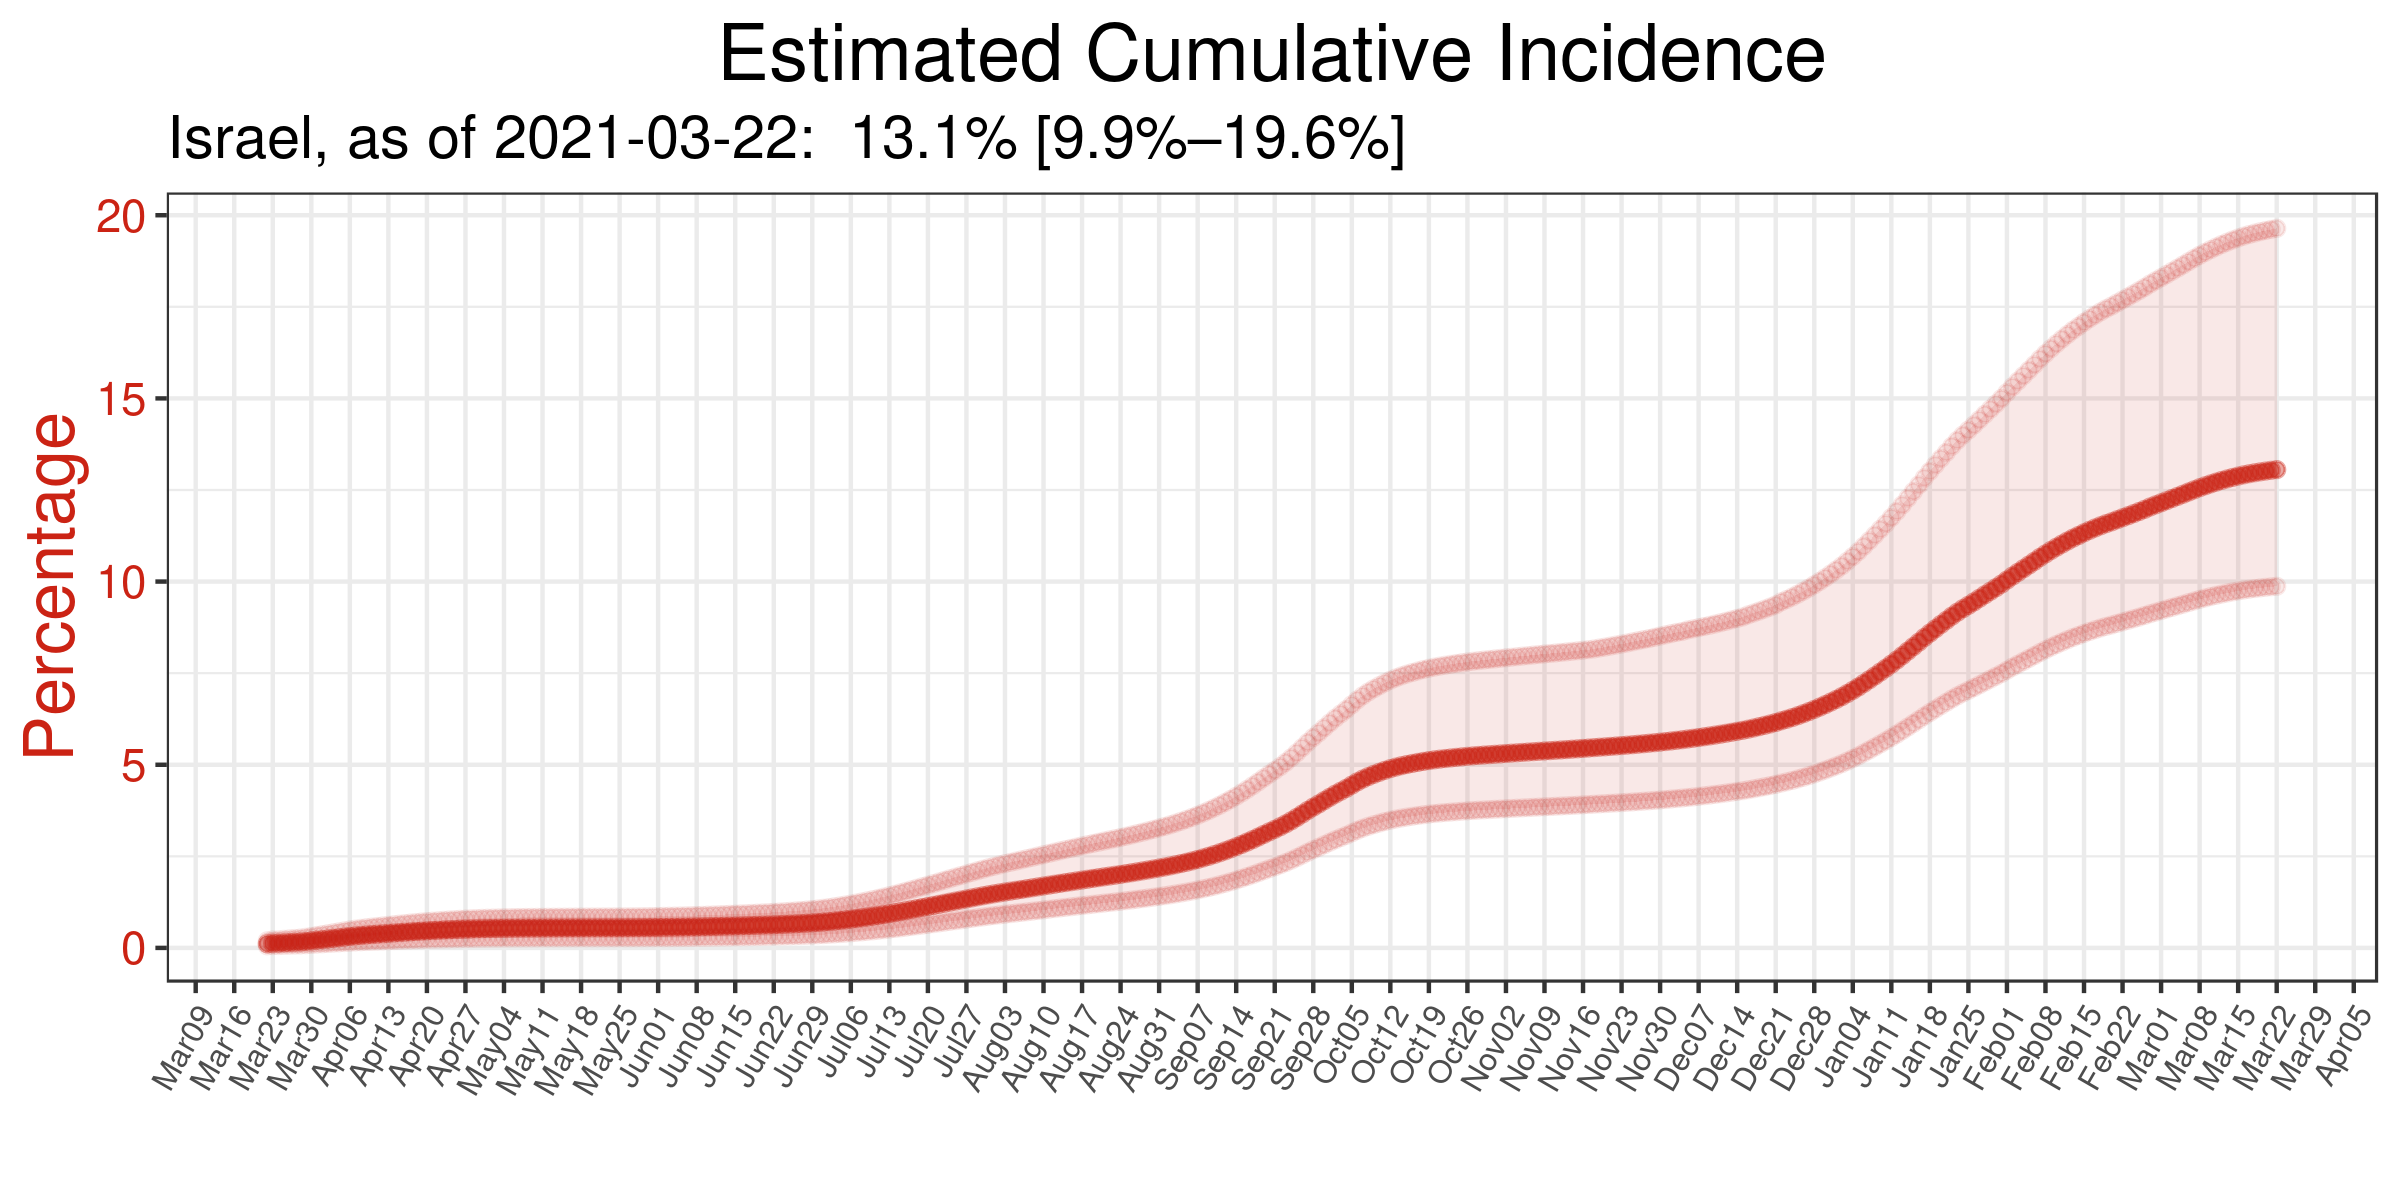 Estimated Cumulative Incidence
Israel, as of 2021-03-22:  13.1% [9.9%–19.6%]
Percentage
20
15
10
5
0
Mar09
Mar16
Mar23
Mar30
Apr06
Apr13
Apr20
Apr27
May04
May11
May18
May25
Jun01
Jun08
Jun15
Jun22
Jun29
Jul06
Jul13
Jul20
Jul27
Aug03
Aug10
Aug17
Aug24
Aug31
Sep07
Sep14
Sep21
Sep28
Oct05
Oct12
Oct19
Oct26
Nov02
Nov09
Nov16
Nov23
Nov30
Dec07
Dec14
Dec21
Dec28
Jan04
Jan11
Jan18
Jan25
Feb01
Feb08
Feb15
Feb22
Mar01
Mar08
Mar15
Mar22
Mar29
Apr05